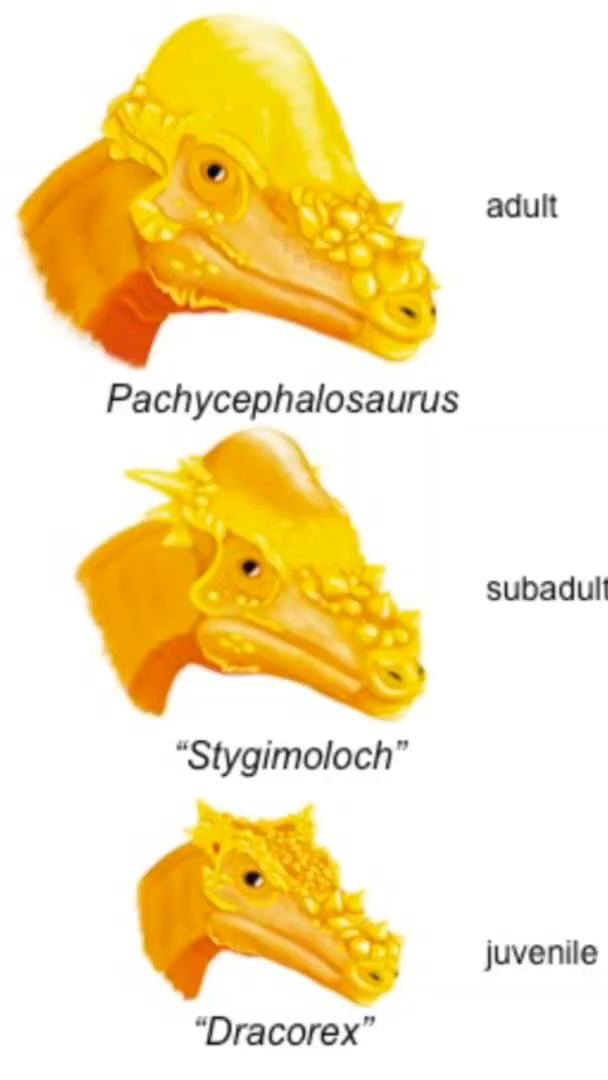 adult
Pachycephalosaurus
subadult
“Stygimoloch”
juvenile
“Dracorex”